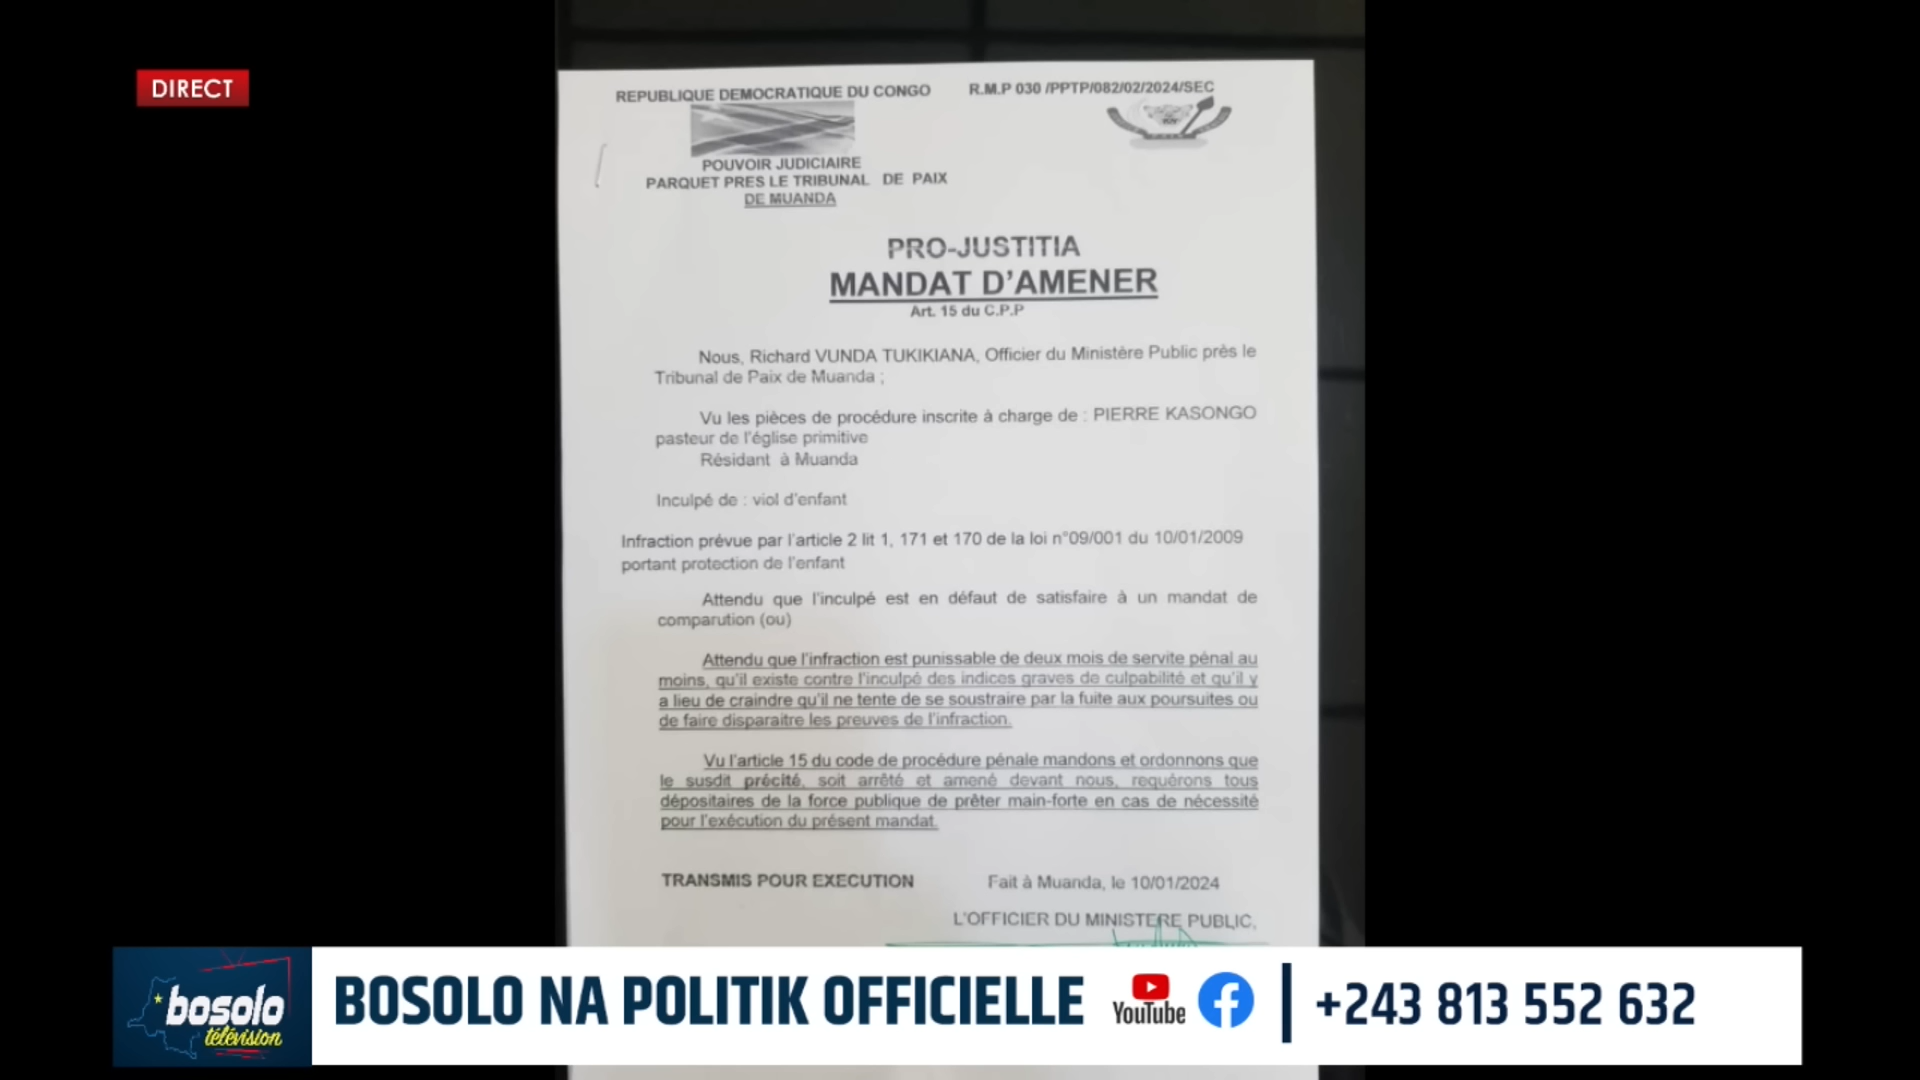 DIRECT
REPUBLIQUE DEMOCRATIQUE DU CONGO
R.M.P 030 /PPTP/082/02/2024/SEC
POUVOIR JUDICIAIRE
PARQUET PRES LE TRIBUNAL DE PAIX
DE MUANDA
PRO-JUSTITIA
MANDAT D'AMENER
Art. 15 du C.P.P
Nous, Richard VUNDA TUKIKIANA, Officier du Ministère Public près le
Tribunal de Paix de Muanda ;
Vu les pièces de procédure inscrite à charge de : PIERRE KASONGO
pasteur de l'église primitive
Résidant à Muanda
Inculpé de : viol d'enfant
Infraction prévue par l'article 2 lit 1, 171 et 170 de la loi n°09/001 du 10/01/2009
portant protection de l'enfant
Attendu que l'inculpé est en défaut de satisfaire à un mandat de
comparution (ou)
Attendu que l'infraction est punissable de deux mois de servite pénal au
moins, qu'il existe contre l'inculpé des indices graves de culpabilité et qu'il y
a lieu de craindre qu'il ne tente de se soustraire par la fuite aux poursuites ou
de faire disparaitre les preuves de l'infraction.
Vu l'article 15 du code de procédure pénale mandons et ordonnons que
le susdit précité, soit arrêté et amené devant nous, requérons tous
dépositaires de la force publique de prêter main-forte en cas de nécessité
pour l'exécution du présent mandat.
TRANSMIS POUR EXECUTION
Fait à Muanda, le 10/01/2024
L'OFFICIER DU MINISTERE PUBLIC,
bosolo
télévision
BOSOLO NA POLITIK OFFICIELLE
YouTube
+243 813 552 632